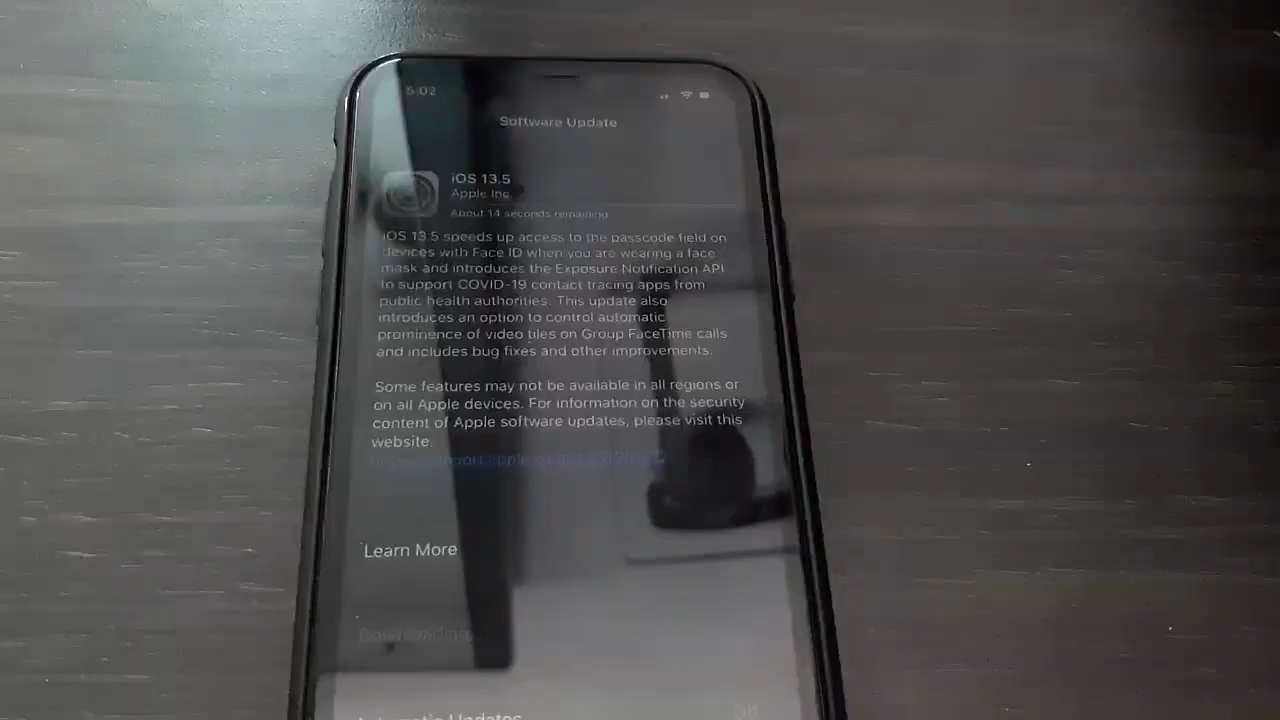 5:02
Software Update
iOS 13.5
Apple Inc.
About 14 seconds remaining
iOS 13.5 speeds up access to the passcode field on
devices with Face ID when you are wearing a face
mask and introduces the Exposure Notification API
to support COVID-19 contact tracing apps from
public health authorities. This update also
introduces an option to control automatic
prominence of video tiles on Group FaceTime calls
and includes bug fixes and other improvements.
Some features may not be available in all regions or
on all Apple devices. For information on the security
content of Apple software updates, please visit this
website.
Learn More
Downloading...
Automatic Updates
Off